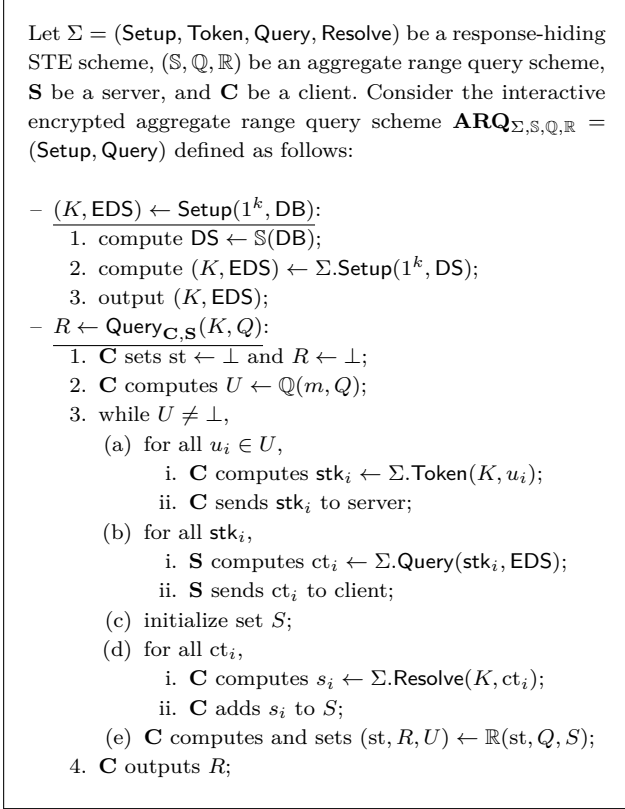 Let Σ = (Setup, Token, Query, Resolve) be a response-hiding
STE scheme, (𝕊, ℚ, ℝ) be an aggregate range query scheme,
S be a server, and C be a client. Consider the interactive
encrypted aggregate range query scheme ARQ_{Σ,𝕊,ℚ,ℝ} =
(Setup, Query) defined as follows:
– (K, EDS) ← Setup(1^k, DB):
1. compute DS ← 𝕊(DB);
2. compute (K, EDS) ← Σ.Setup(1^k, DS);
3. output (K, EDS);
– R ← Query_{C,S}(K, Q):
1. C sets st ← ⊥ and R ← ⊥;
2. C computes U ← ℚ(m, Q);
3. while U ≠ ⊥,
(a) for all u_i ∈ U,
i. C computes stk_i ← Σ.Token(K, u_i);
ii. C sends stk_i to server;
(b) for all stk_i,
i. S computes ct_i ← Σ.Query(stk_i, EDS);
ii. S sends ct_i to client;
(c) initialize set S;
(d) for all ct_i,
i. C computes s_i ← Σ.Resolve(K, ct_i);
ii. C adds s_i to S;
(e) C computes and sets (st, R, U) ← ℝ(st, Q, S);
4. C outputs R;